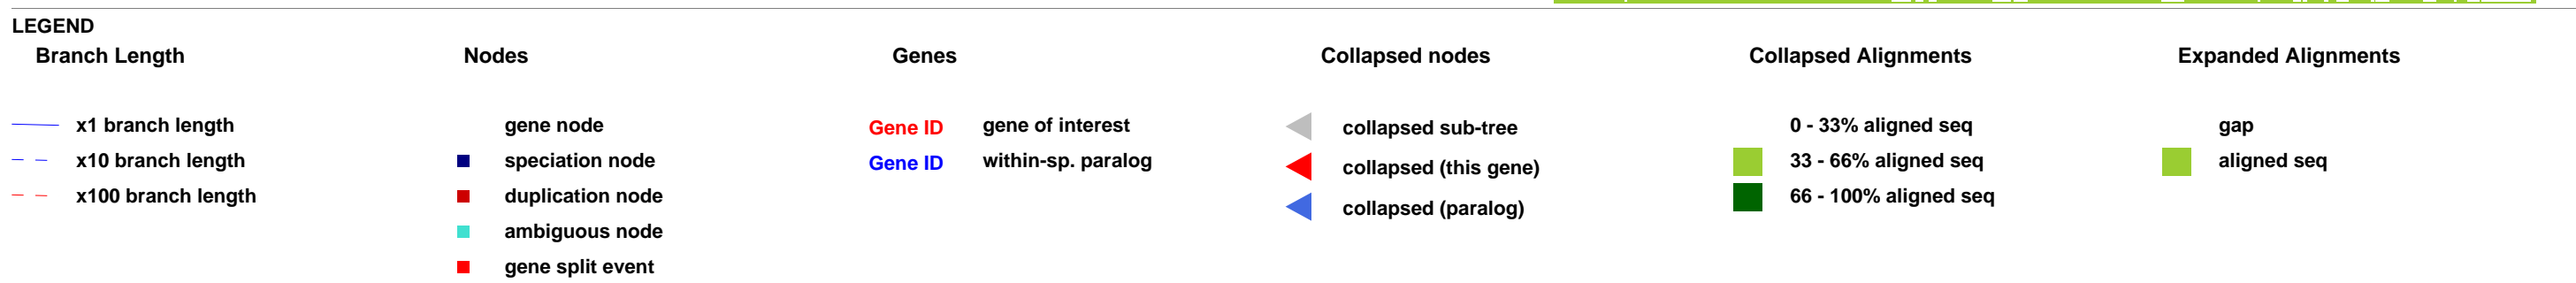 LEGEND
Branch Length
x1 branch length
x10 branch length
x100 branch length
Nodes
gene node
speciation node
duplication node
ambiguous node
gene split event
Genes
Gene ID gene of interest
Gene ID within-sp. paralog
Collapsed nodes
collapsed sub-tree
collapsed (this gene)
collapsed (paralog)
Collapsed Alignments
0 - 33% aligned seq
33 - 66% aligned seq
66 - 100% aligned seq
Expanded Alignments
gap
aligned seq